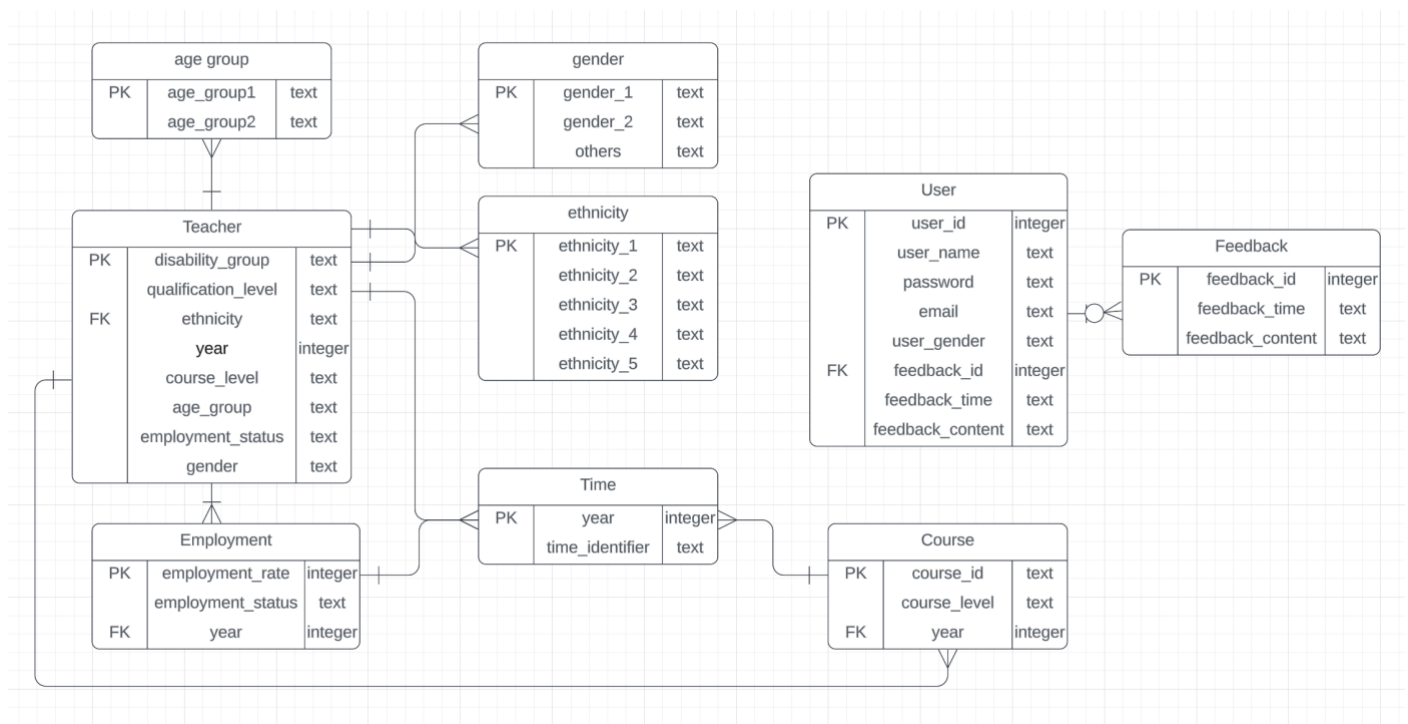 age group
PK age_group1 text
age_group2 text
gender
PK gender_1 text
gender_2 text
others text
ethnicity
PK ethnicity_1 text
ethnicity_2 text
ethnicity_3 text
ethnicity_4 text
ethnicity_5 text
User
PK user_id integer
user_name text
password text
email text
user_gender text
FK feedback_id integer
feedback_time text
feedback_content text
Feedback
PK feedback_id integer
feedback_time text
feedback_content text
Teacher
PK disability_group text
qualification_level text
FK ethnicity text
year integer
course_level text
age_group text
employment_status text
gender text
Time
PK year integer
time_identifier text
Employment
PK employment_rate integer
employment_status text
FK year integer
Course
PK course_id text
course_level text
FK year integer